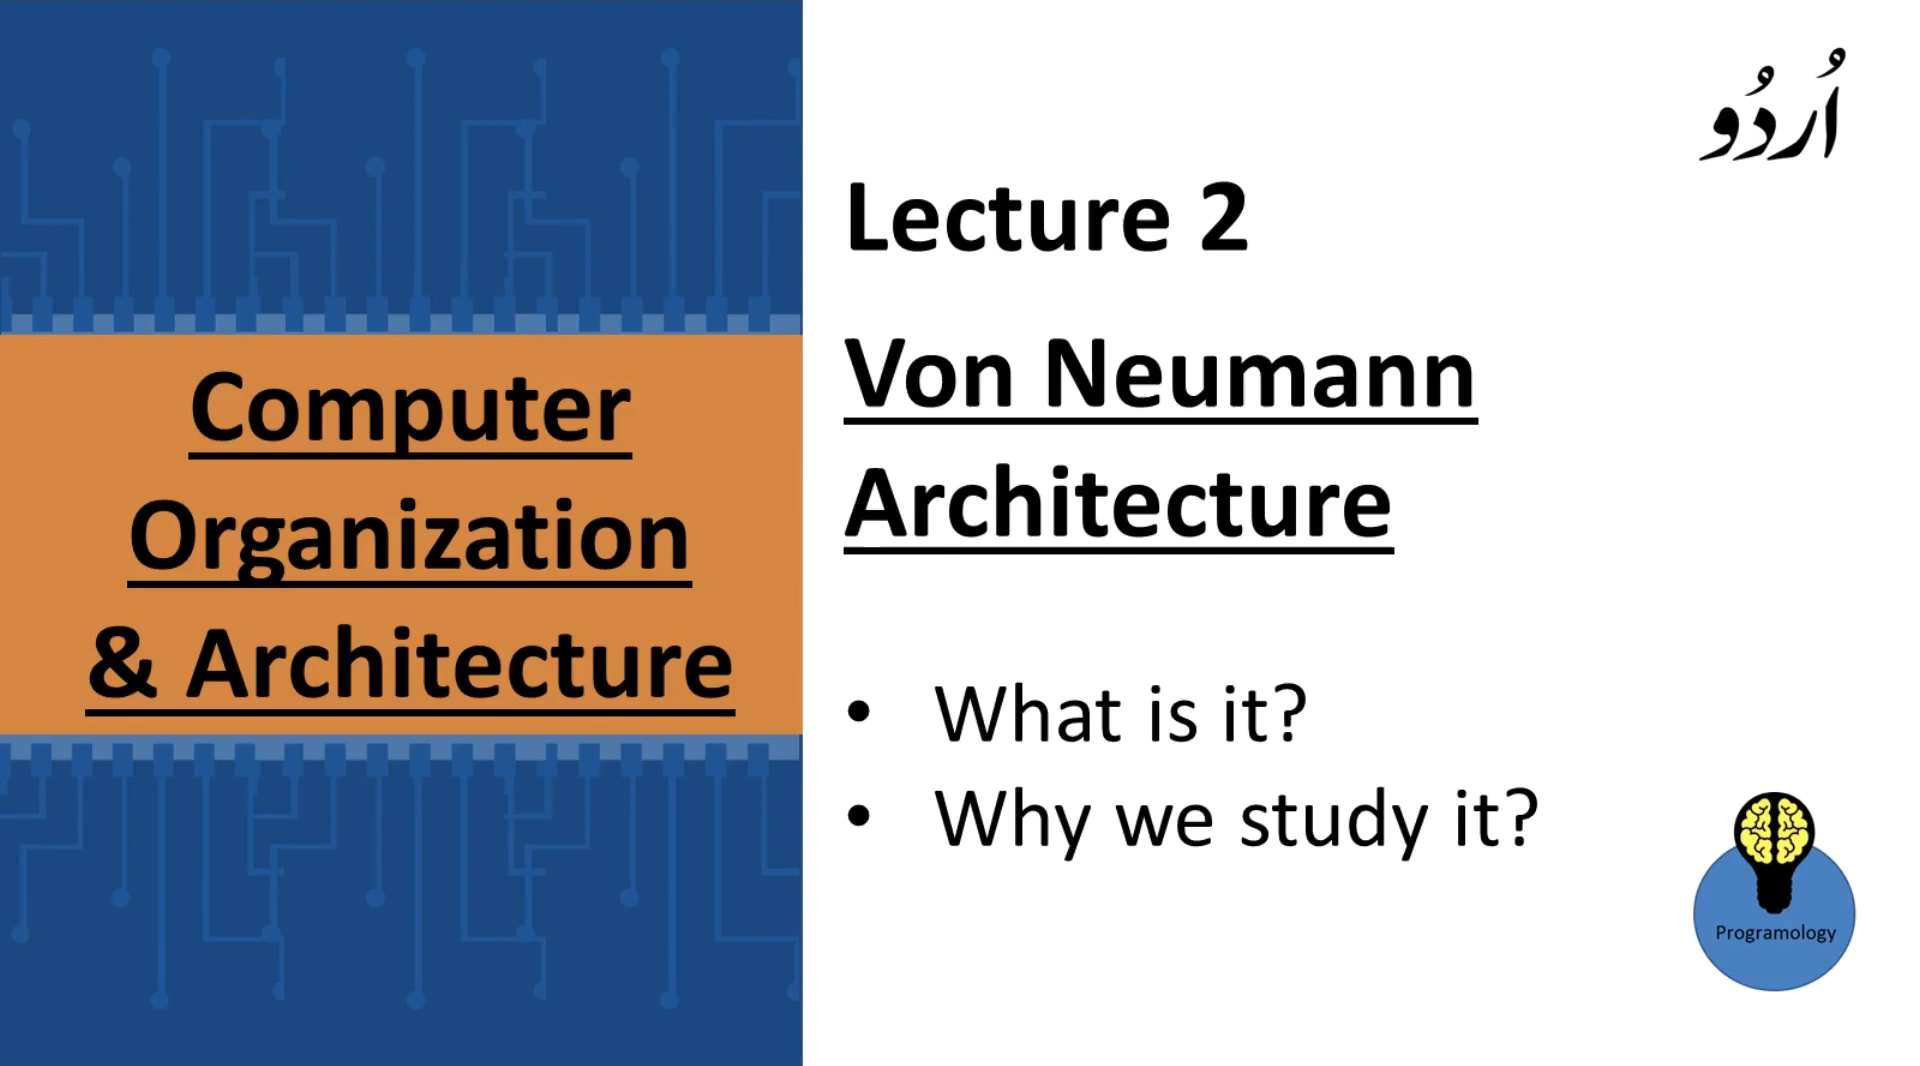 Computer
Organization
& Architecture
اُردُو
Lecture 2
Von Neumann
Architecture
• What is it?
• Why we study it?
Programology